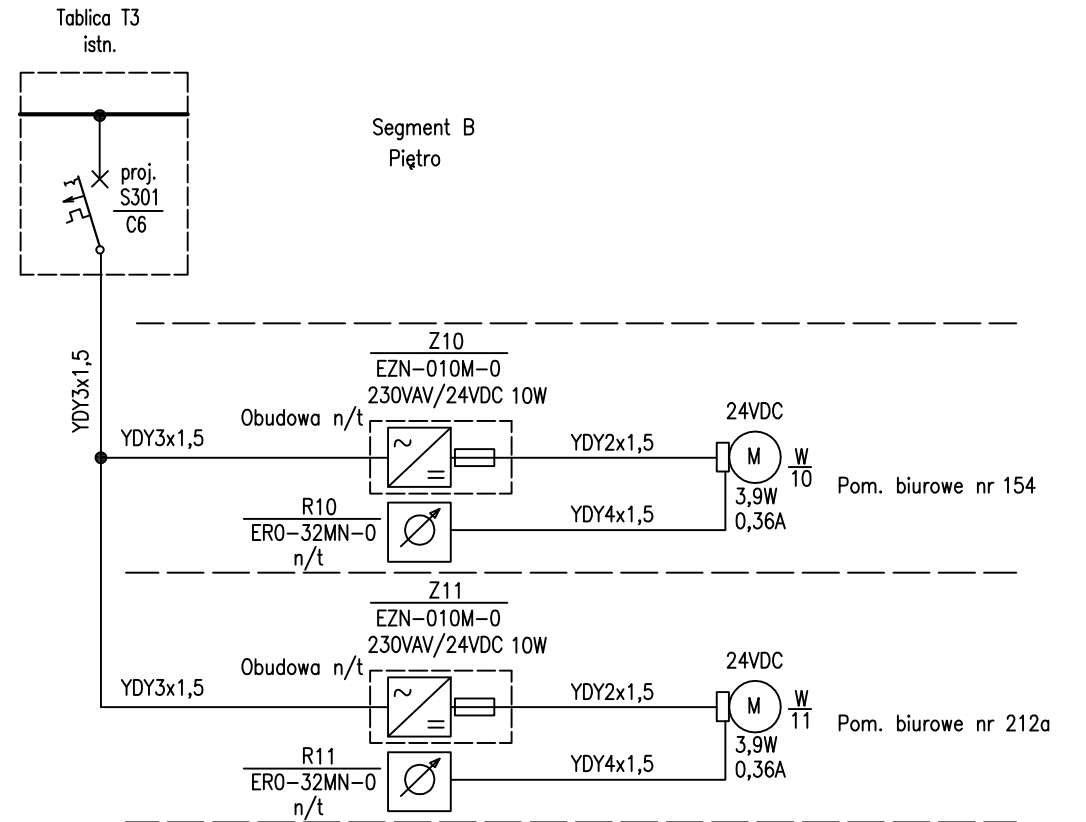 Tablica T3
istn.
Segment B
Piętro
proj.
S301
C6
YDY3x1,5
Z10
EZN-010M-0
230VAV/24VDC 10W
Obudowa n/t
YDY3x1,5
YDY2x1,5
24VDC
M
W
10
3,9W
0,36A
Pom. biurowe nr 154
R10
ERO-32MN-0
n/t
YDY4x1,5
Z11
EZN-010M-0
230VAV/24VDC 10W
Obudowa n/t
YDY3x1,5
YDY2x1,5
24VDC
M
W
11
3,9W
0,36A
Pom. biurowe nr 212a
R11
ERO-32MN-0
n/t
YDY4x1,5